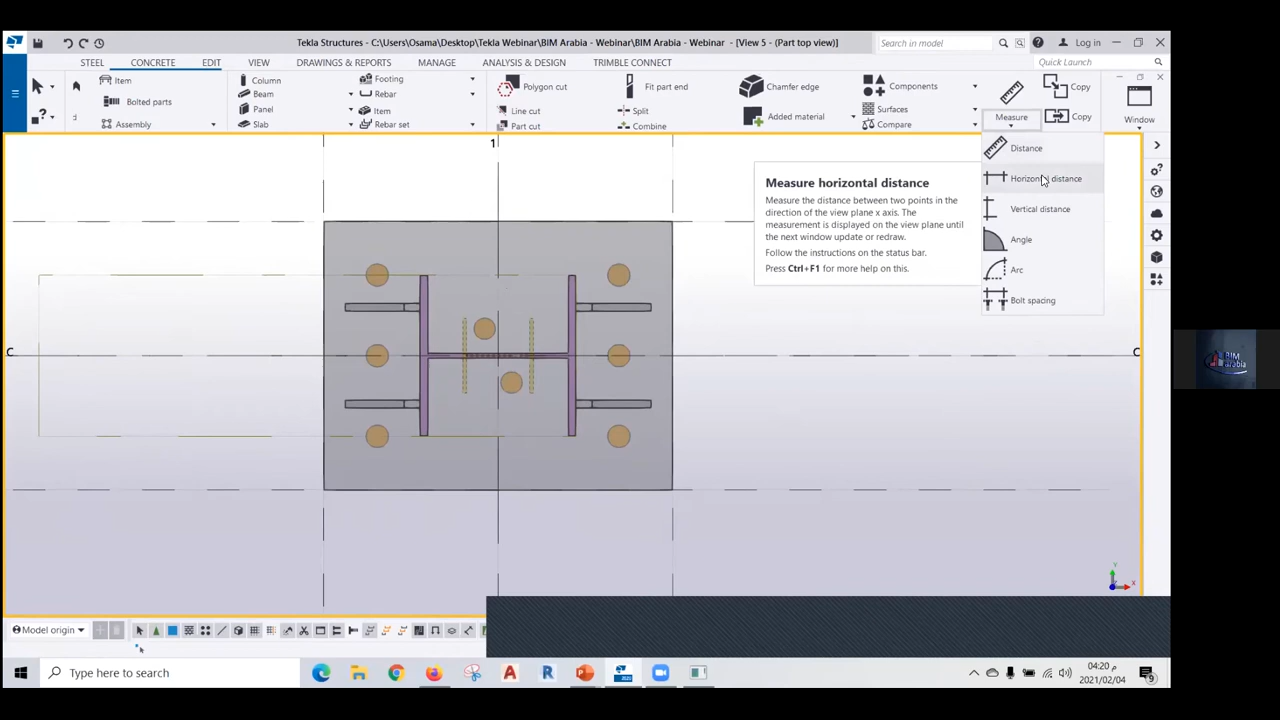 Tekla Structures - C:\Users\Osama\Desktop\Tekla Webinar\BIM Arabia - Webinar\BIM Arabia - Webinar - [View 5 - (Part top view)]
Search in model
Log in
STEEL CONCRETE EDIT VIEW DRAWINGS & REPORTS MANAGE ANALYSIS & DESIGN TRIMBLE CONNECT
Quick Launch
Item
Bolted parts
d
Assembly
Column
Beam
Panel
Slab
Footing
Rebar
Item
Rebar set
Polygon cut
Line cut
Part cut
Fit part end
Split
Combine
Chamfer edge
Added material
Components
Surfaces
Compare
Measure
Copy
Copy
Window
Distance
Horizontal distance
Vertical distance
Angle
Arc
Bolt spacing
Measure horizontal distance
Measure the distance between two points in the
direction of the view plane x axis. The
measurement is displayed on the view plane until
the next window update or redraw.
Follow the instructions on the status bar.
Press Ctrl+F1 for more help on this.
1
C
C
BIM
arabia
Model origin
Type here to search
04:20 م
2021/02/04
9